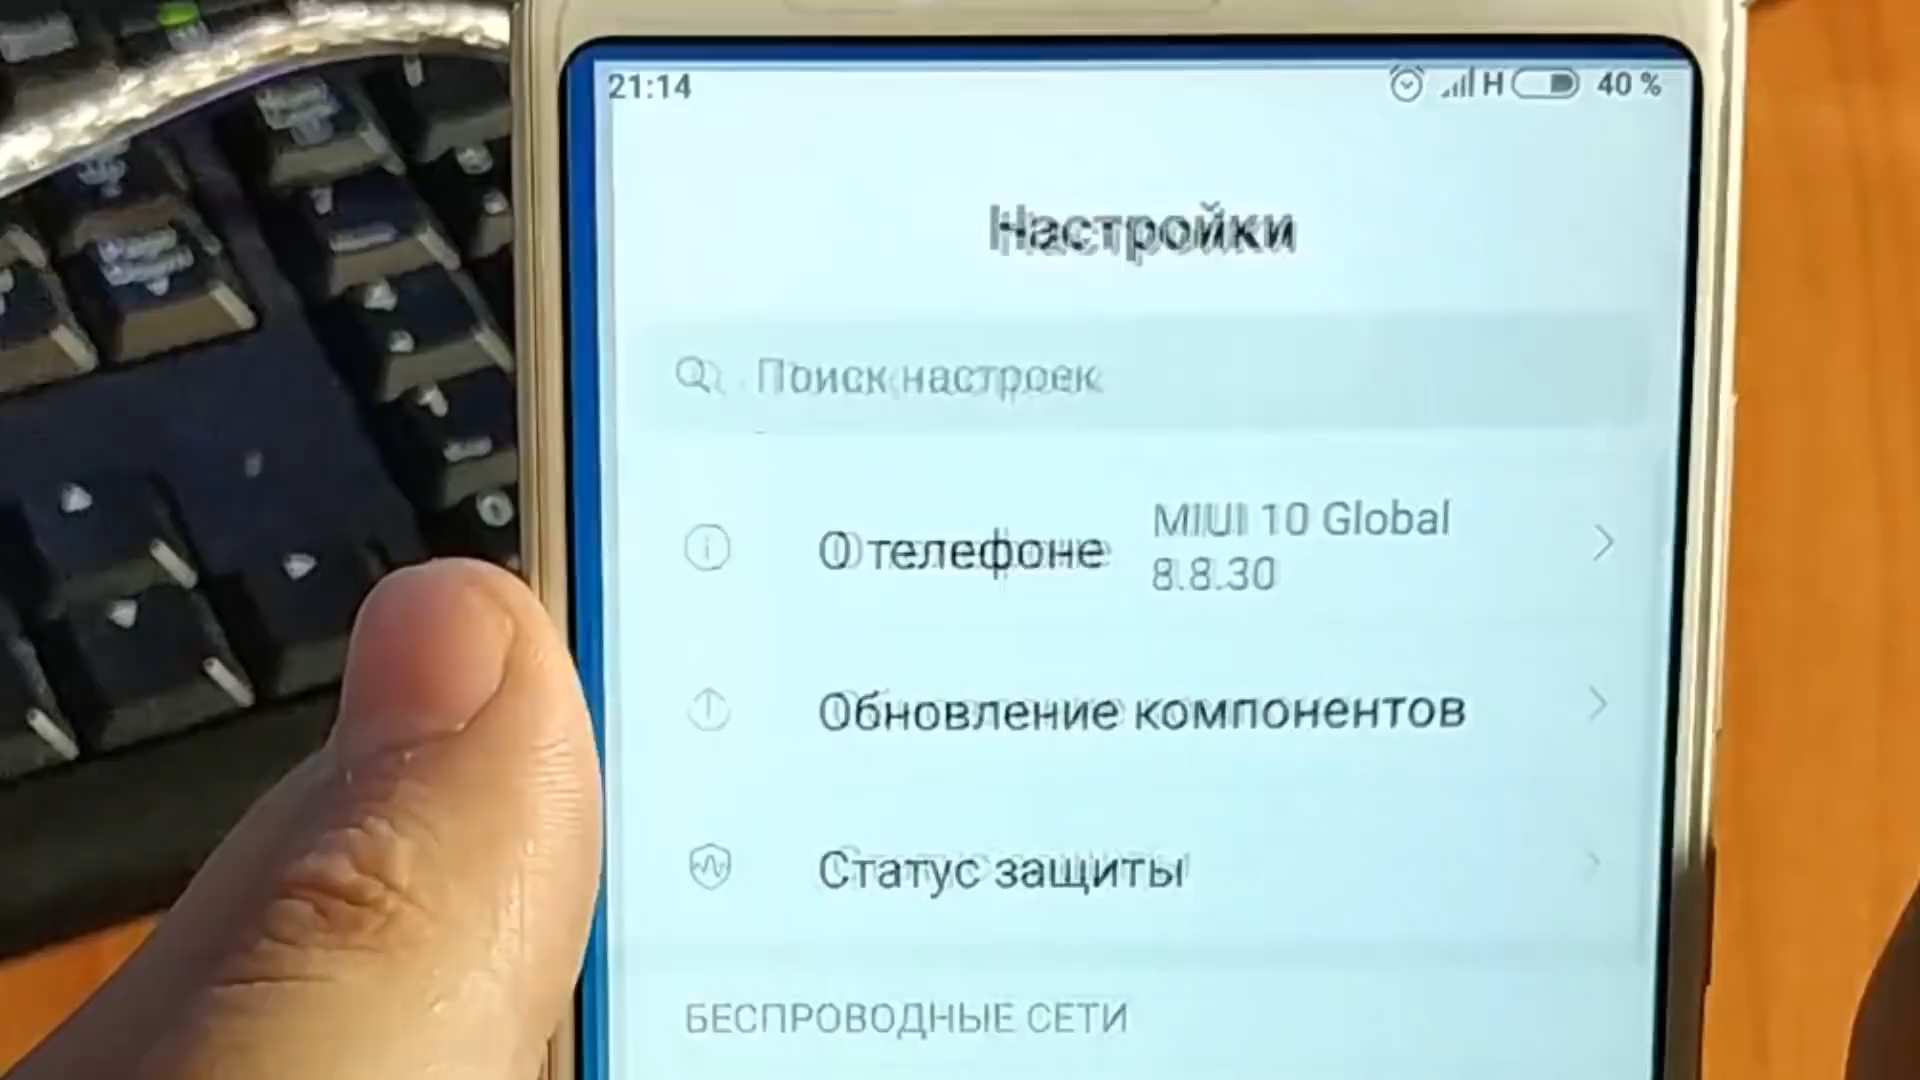 21:14 H 40 %
Настройки
Поиск настроек
О телефоне MIUI 10 Global
8.8.30
Обновление компонентов
Статус защиты
БЕСПРОВОДНЫЕ СЕТИ